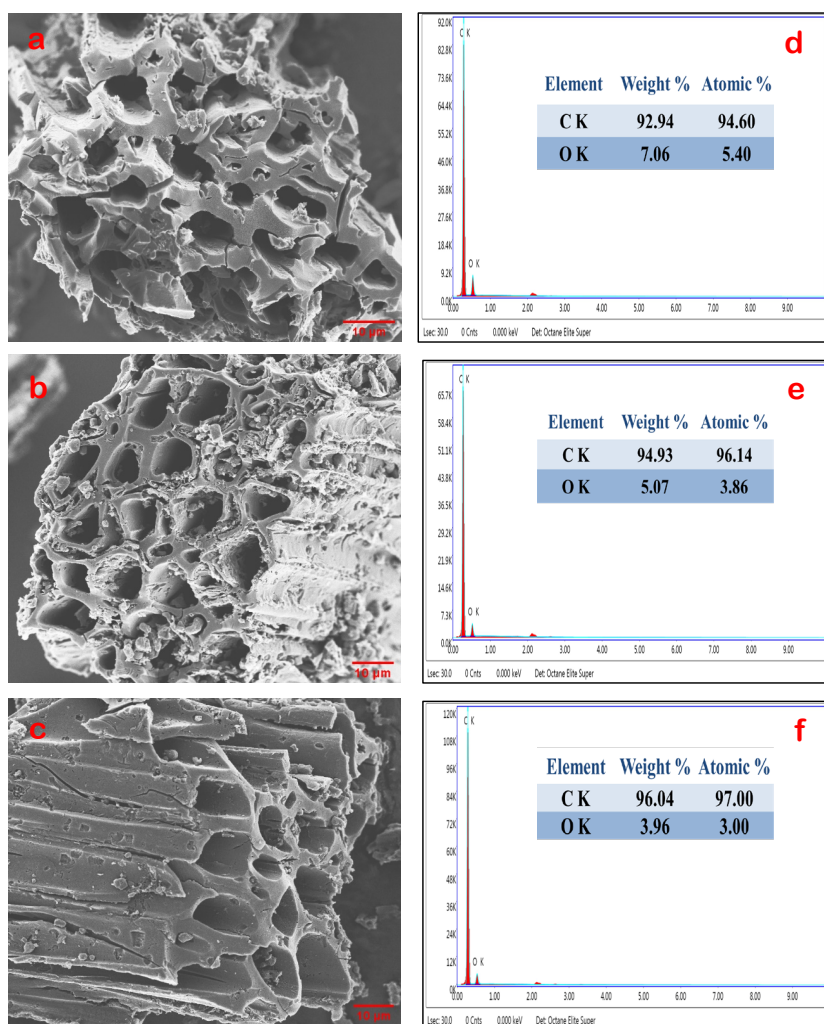 a
10 µm
d
92.0K
C K
82.8K
73.6K
64.4K
55.2K
46.0K
36.8K
27.6K
18.4K
9.2K
0.0K
O K
Element Weight % Atomic %
C K 92.94 94.60
O K 7.06 5.40
0.00 1.00 2.00 3.00 4.00 5.00 6.00 7.00 8.00 9.00
Lsec: 30.0 0 Cnts 0.000 keV Det: Octane Elite Super
b
10 µm
e
C K
65.7K
58.4K
51.1K
43.8K
36.5K
29.2K
21.9K
14.6K
7.3K
0.0K
O K
Element Weight % Atomic %
C K 94.93 96.14
O K 5.07 3.86
0.00 1.00 2.00 3.00 4.00 5.00 6.00 7.00 8.00 9.00
Lsec: 30.0 0 Cnts 0.000 keV Det: Octane Elite Super
c
10 µm
f
120K
C K
108K
96K
84K
72K
60K
48K
36K
24K
12K
0K
O K
Element Weight % Atomic %
C K 96.04 97.00
O K 3.96 3.00
0.00 1.00 2.00 3.00 4.00 5.00 6.00 7.00 8.00 9.00
Lsec: 30.0 0 Cnts 0.000 keV Det: Octane Elite Super